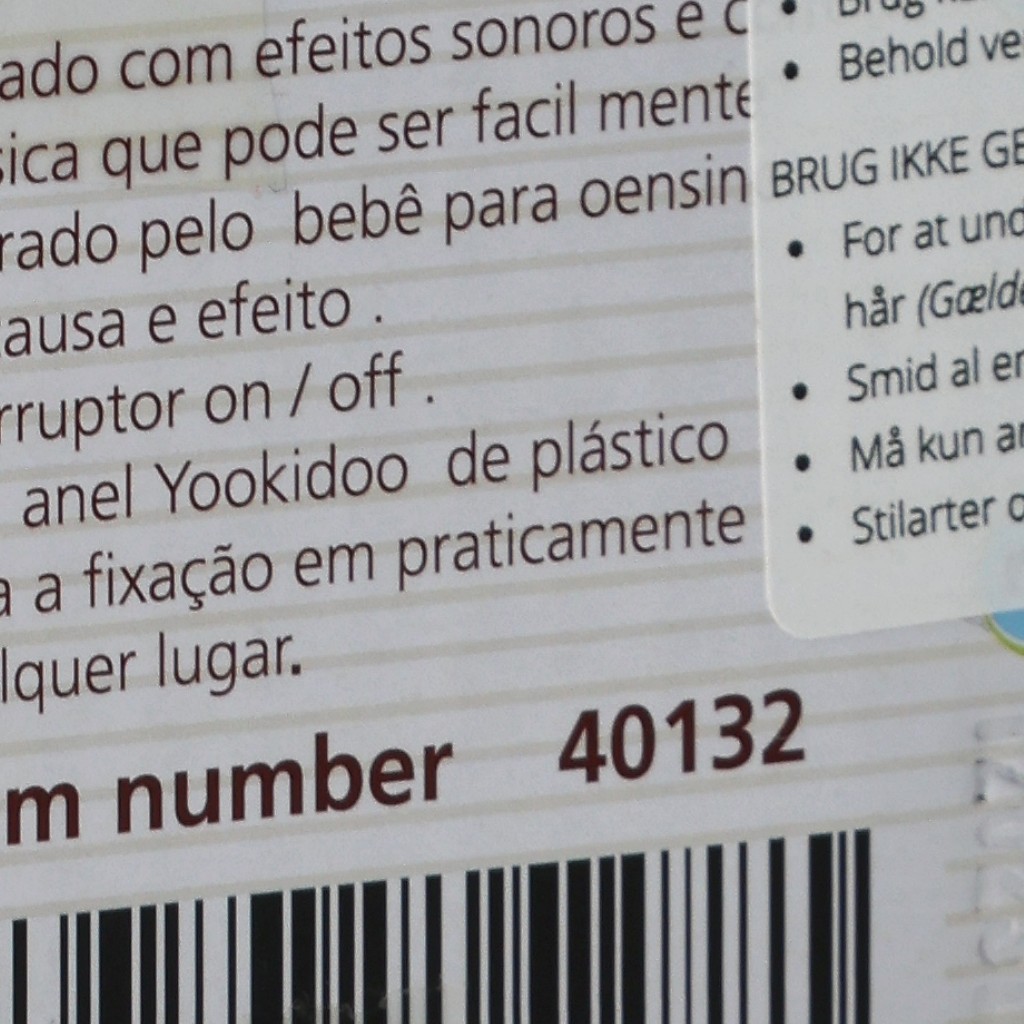 ado com efeitos sonoros e
que pode ser facil mente
rado pelo bebê para oensin
ausa e efeito .
rruptor on / off .
anel Yookidoo de plástico
a a fixação em praticamente
lquer lugar.
m number 40132
• Behold ve
BRUG IKKE GE
• For at und
hår (Gælde
• Smid al
• Må kun
• Stilarter